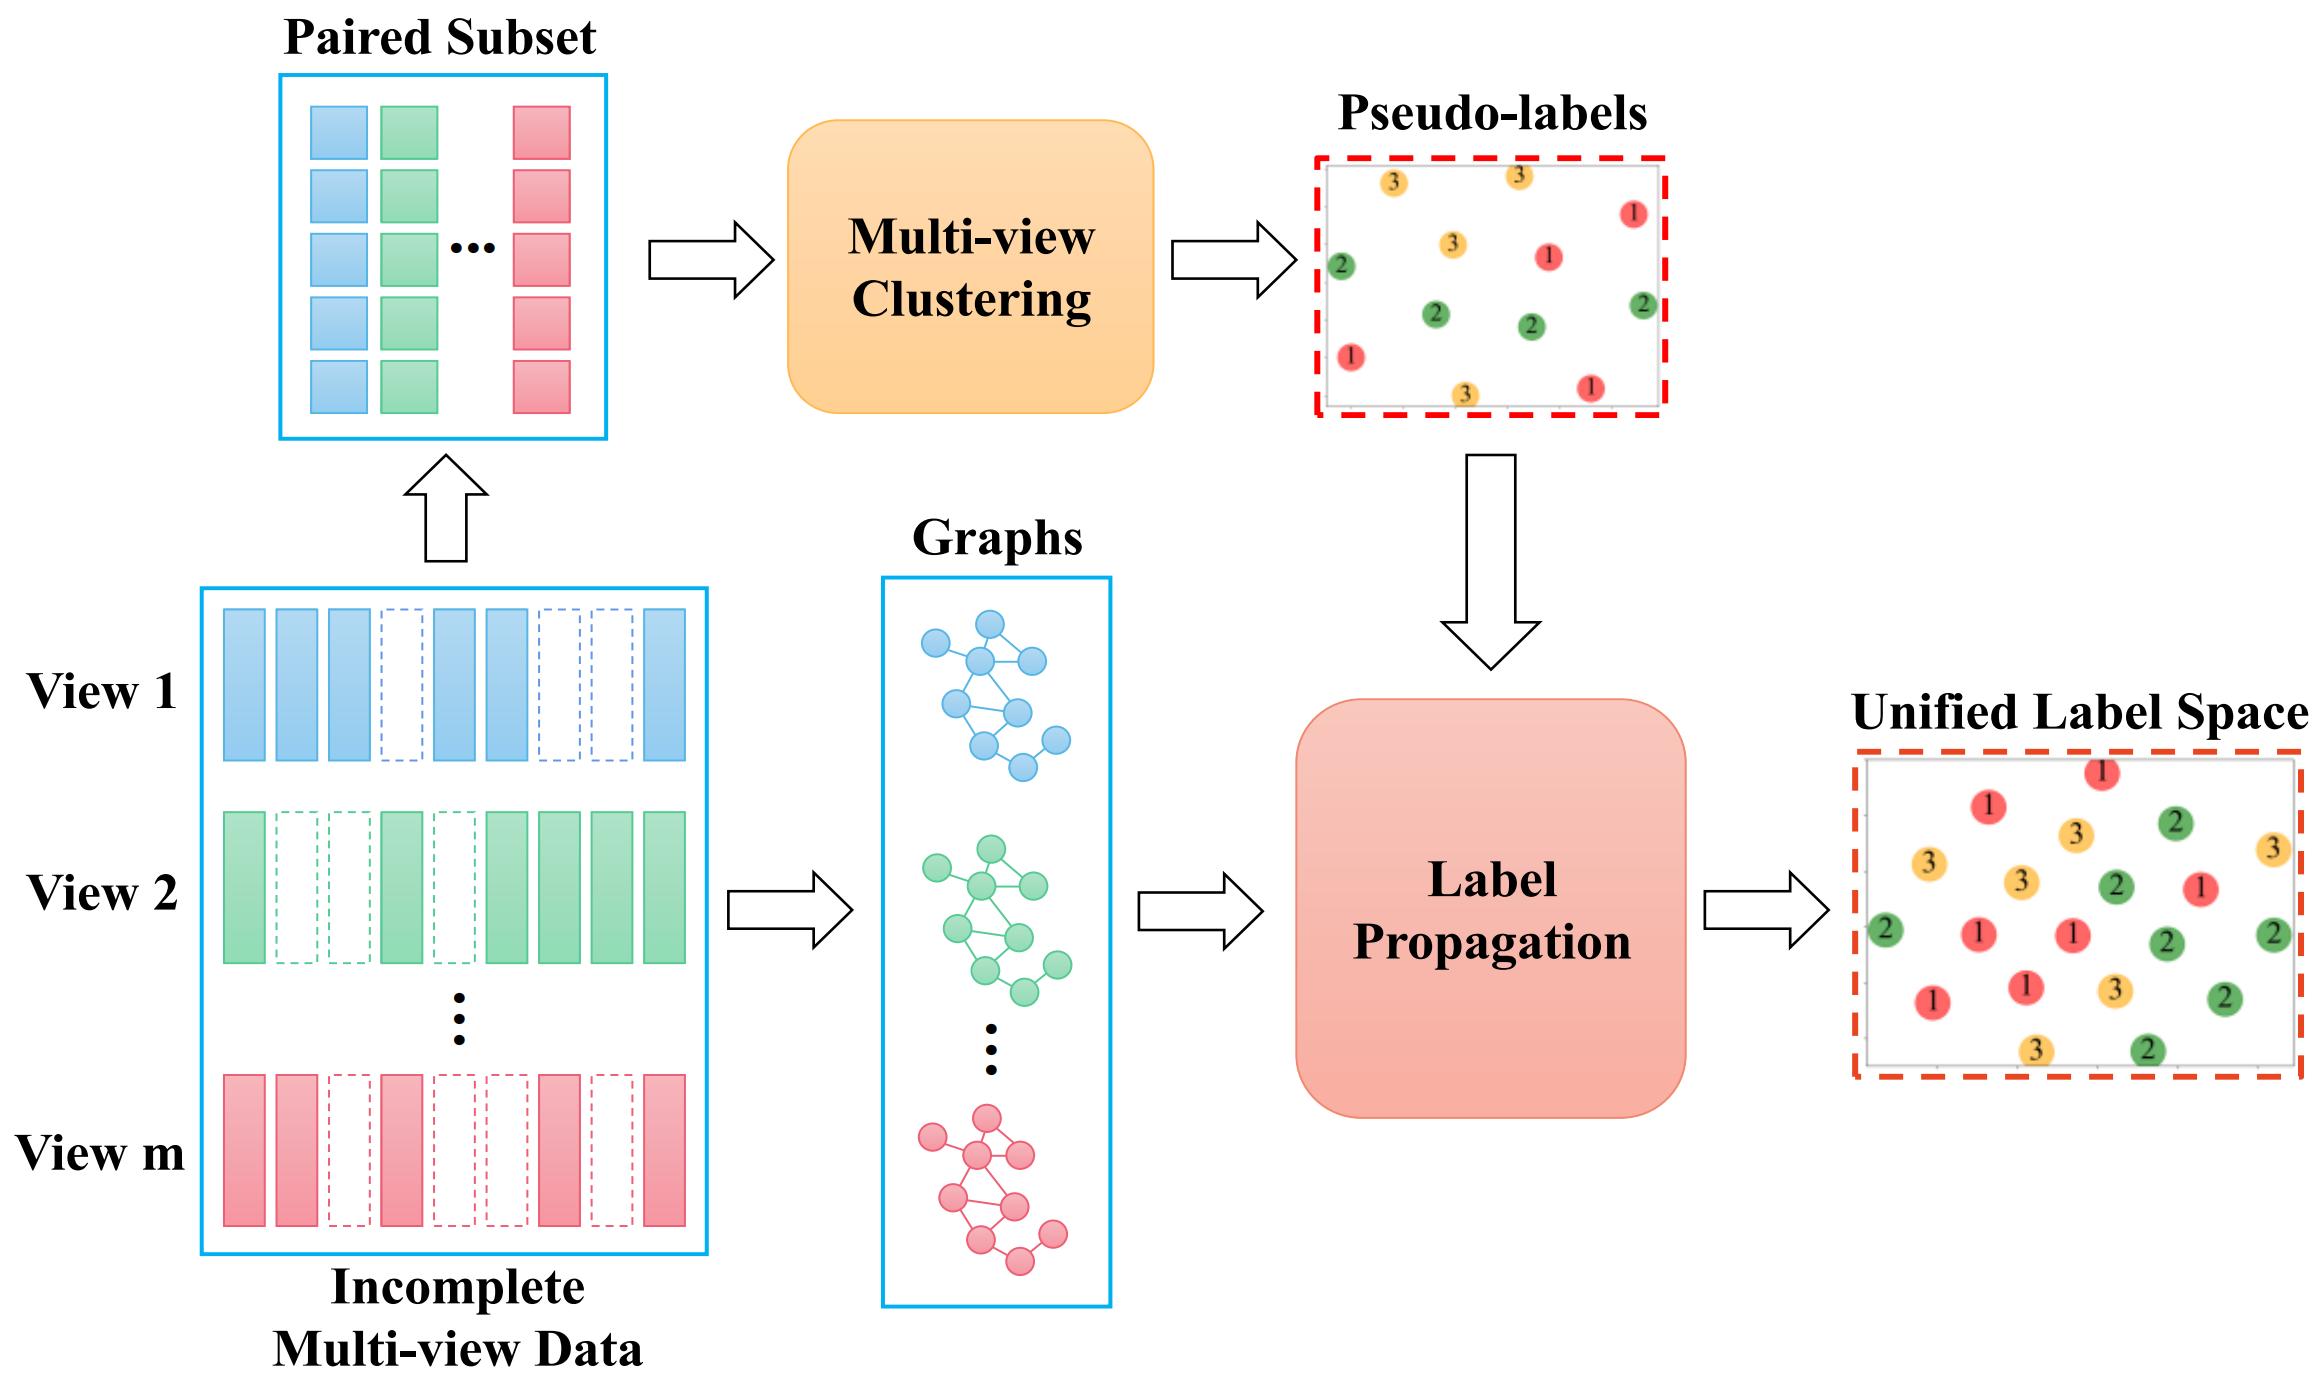 Paired Subset
Multi-view
Clustering
Pseudo-labels
3 3
1
3
1
2
2
2
2
1
3
1
Graphs
View 1
View 2
View m
Incomplete
Multi-view Data
Label
Propagation
Unified Label Space
1
1
2
3
3
3
3
2
1
2
1
1
2
2
1
1
3
2
3
2